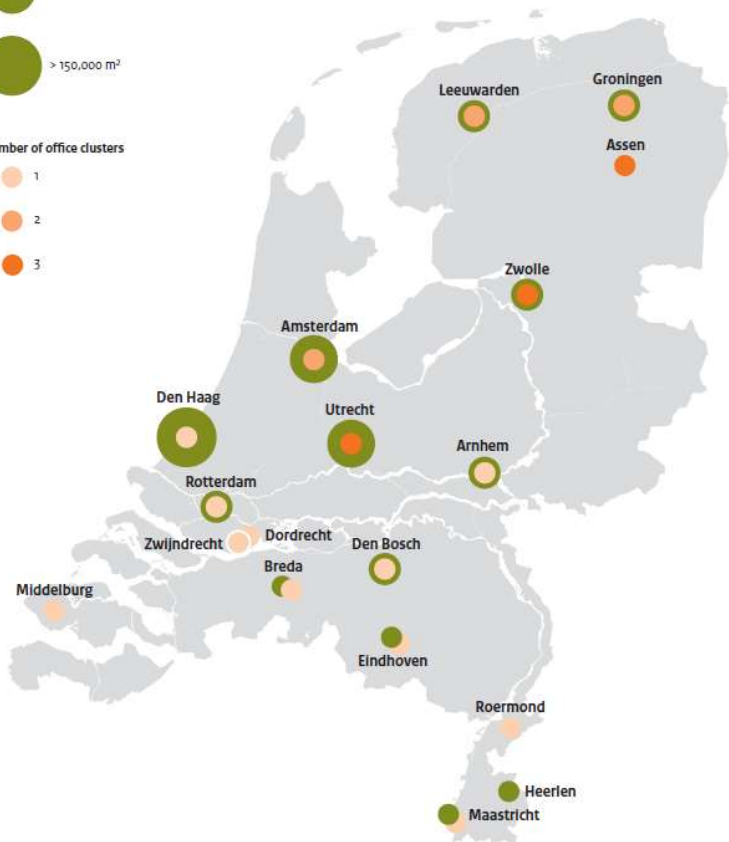 > 150,000 m²
mber of office clusters
1
2
3
Leeuwarden
Groningen
Assen
Zwolle
Amsterdam
Den Haag
Utrecht
Arnhem
Rotterdam
Zwijndrecht
Dordrecht
Den Bosch
Breda
Middelburg
Eindhoven
Roermond
Heerlen
Maastricht